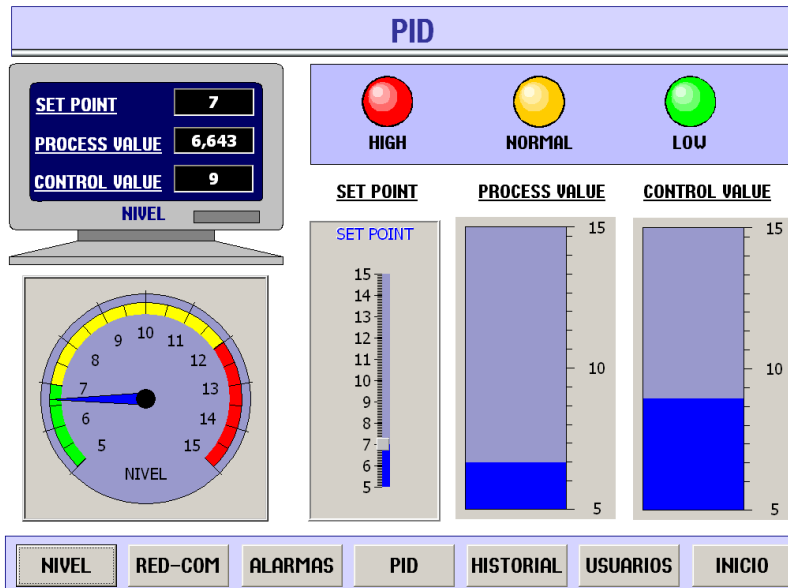 PID
SET POINT 7
PROCESS VALUE 6,643
CONTROL VALUE 9
NIVEL
HIGH NORMAL LOW
SET POINT PROCESS VALUE CONTROL VALUE
SET POINT
15
14
13
12
11
10
9
8
7
6
5
15
10
5
15
10
5
5
6
7
8
9
10
11
12
13
14
15
NIVEL
NIVEL RED-COM ALARMAS PID HISTORIAL USUARIOS INICIO